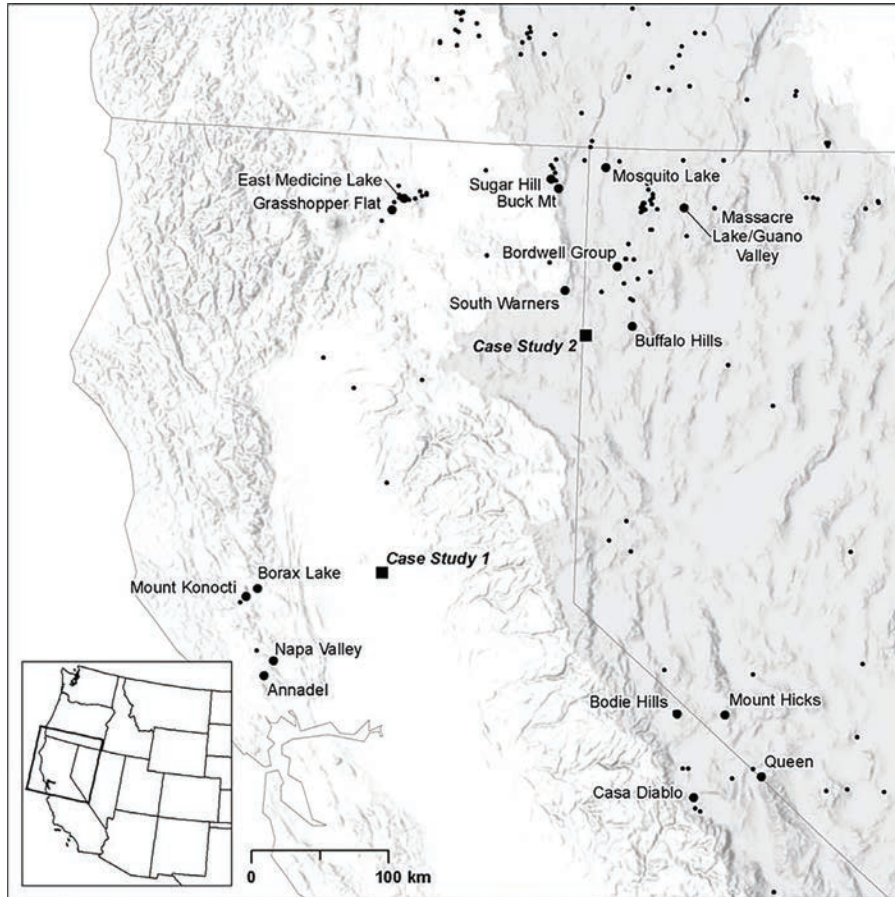 East Medicine Lake
Grasshopper Flat
Sugar Hill
Buck Mt
Mosquito Lake
Massacre
Lake/Guano
Valley
Bordwell Group
South Warners
Case Study 2
Buffalo Hills
Case Study 1
Borax Lake
Mount Konocti
Napa Valley
Annadel
Bodie Hills
Mount Hicks
Queen
Casa Diablo
0
100 km